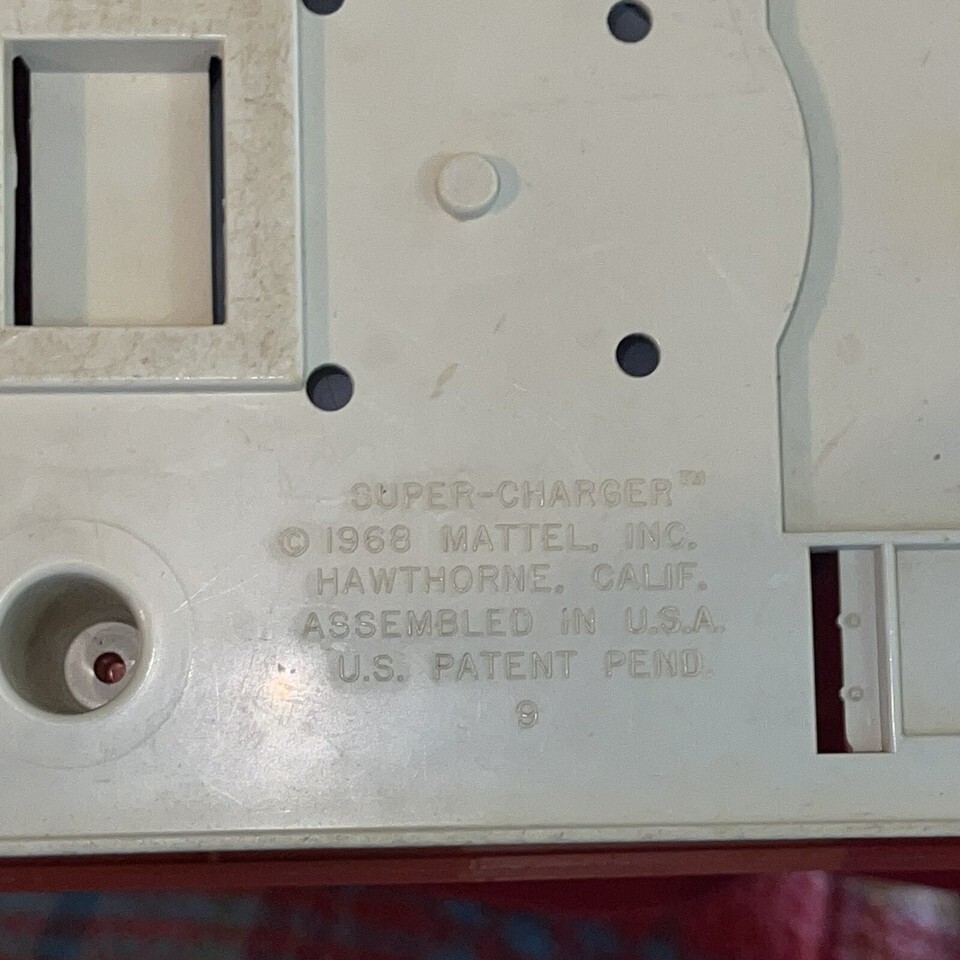 SUPER-CHARGER™
© 1968 MATTEL, INC.
HAWTHORNE, CALIF.
ASSEMBLED IN U.S.A.
U.S. PATENT PEND.
9